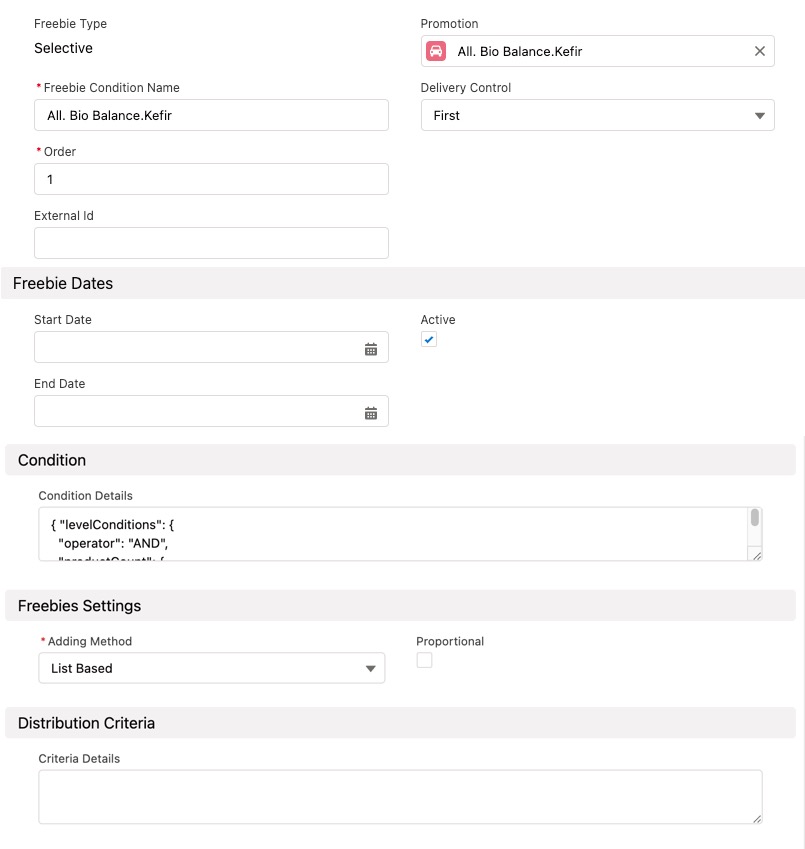 Freebie Type
Selective
Promotion
All. Bio Balance.Kefir
* Freebie Condition Name
All. Bio Balance.Kefir
Delivery Control
First
* Order
1
External Id
Freebie Dates
Start Date
Active
End Date
Condition
Condition Details
{ "levelConditions": {
"operator": "AND",
"productCount": {
Freebies Settings
* Adding Method
List Based
Proportional
Distribution Criteria
Criteria Details